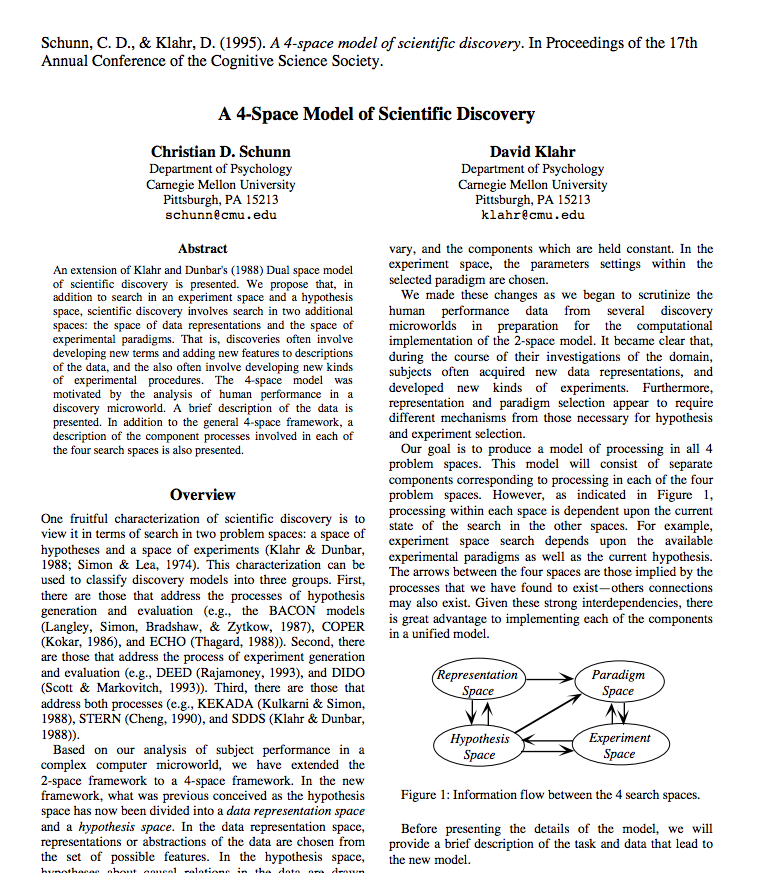 Schunn, C. D., & Klahr, D. (1995). A 4-space model of scientific discovery. In Proceedings of the 17th
Annual Conference of the Cognitive Science Society.
A 4-Space Model of Scientific Discovery
Christian D. Schunn
Department of Psychology
Carnegie Mellon University
Pittsburgh, PA 15213
schunn@cmu.edu
David Klahr
Department of Psychology
Carnegie Mellon University
Pittsburgh, PA 15213
klahr@cmu.edu
Abstract
An extension of Klahr and Dunbar's (1988) Dual space model
of scientific discovery is presented. We propose that, in
addition to search in an experiment space and a hypothesis
space, scientific discovery involves search in two additional
spaces: the space of data representations and the space of
experimental paradigms. That is, discoveries often involve
developing new terms and adding new features to descriptions
of the data, and the also often involve developing new kinds
of experimental procedures. The 4-space model was
motivated by the analysis of human performance in a
discovery microworld. A brief description of the data is
presented. In addition to the general 4-space framework, a
description of the component processes involved in each of
the four search spaces is also presented.
Overview
One fruitful characterization of scientific discovery is to
view it in terms of search in two problem spaces: a space of
hypotheses and a space of experiments (Klahr & Dunbar,
1988; Simon & Lea, 1974). This characterization can be
used to classify discovery models into three groups. First,
there are those that address the processes of hypothesis
generation and evaluation (e.g., the BACON models
(Langley, Simon, Bradshaw, & Zytkow, 1987), COPER
(Kokar, 1986), and ECHO (Thagard, 1988)). Second, there
are those that address the process of experiment generation
and evaluation (e.g., DEED (Rajamoney, 1993), and DIDO
(Scott & Markovitch, 1993)). Third, there are those that
address both processes (e.g., KEKADA (Kulkarni & Simon,
1988), STERN (Cheng, 1990), and SDDS (Klahr & Dunbar,
1988)).
Based on our analysis of subject performance in a
complex computer microworld, we have extended the
2-space framework to a 4-space framework. In the new
framework, what was previous conceived as the hypothesis
space has now been divided into a data representation space
and a hypothesis space. In the data representation space,
representations or abstractions of the data are chosen from
the set of possible features. In the hypothesis space,
hypotheses about causal relations in the data are drawn
vary, and the components which are held constant. In the
experiment space, the parameters settings within the
selected paradigm are chosen.
We made these changes as we began to scrutinize the
human performance data from several discovery
microworlds in preparation for the computational
implementation of the 2-space model. It became clear that,
during the course of their investigations of the domain,
subjects often acquired new data representations, and
developed new kinds of experiments. Furthermore,
representation and paradigm selection appear to require
different mechanisms from those necessary for hypothesis
and experiment selection.
Our goal is to produce a model of processing in all 4
problem spaces. This model will consist of separate
components corresponding to processing in each of the four
problem spaces. However, as indicated in Figure 1,
processing within each space is dependent upon the current
state of the search in the other spaces. For example,
experiment space search depends upon the available
experimental paradigms as well as the current hypothesis.
The arrows between the four spaces are those implied by the
processes that we have found to exist—others connections
may also exist. Given these strong interdependencies, there
is great advantage to implementing each of the components
in a unified model.
Representation
Space
Paradigm
Space
Hypothesis
Space
Experiment
Space
Figure 1: Information flow between the 4 search spaces.
Before presenting the details of the model, we will
provide a brief description of the task and data that lead to
the new model.